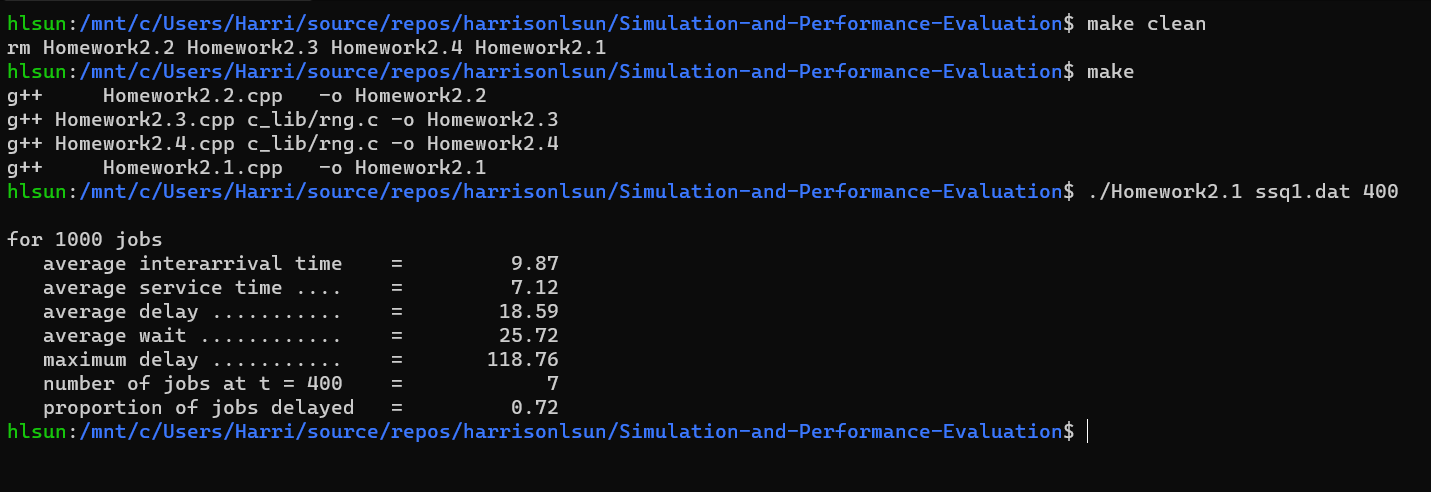 hlsun:/mnt/c/Users/Harri/source/repos/harrisonlsun/Simulation-and-Performance-Evaluation$ make clean
rm Homework2.2 Homework2.3 Homework2.4 Homework2.1
hlsun:/mnt/c/Users/Harri/source/repos/harrisonlsun/Simulation-and-Performance-Evaluation$ make
g++     Homework2.2.cpp   -o Homework2.2
g++ Homework2.3.cpp c_lib/rng.c -o Homework2.3
g++ Homework2.4.cpp c_lib/rng.c -o Homework2.4
g++     Homework2.1.cpp   -o Homework2.1
hlsun:/mnt/c/Users/Harri/source/repos/harrisonlsun/Simulation-and-Performance-Evaluation$ ./Homework2.1 ssq1.dat 400

for 1000 jobs
   average interarrival time    =         9.87
   average service time ....    =         7.12
   average delay ...........    =        18.59
   average wait ............    =        25.72
   maximum delay ...........    =       118.76
   number of jobs at t = 400    =            7
   proportion of jobs delayed   =         0.72
hlsun:/mnt/c/Users/Harri/source/repos/harrisonlsun/Simulation-and-Performance-Evaluation$